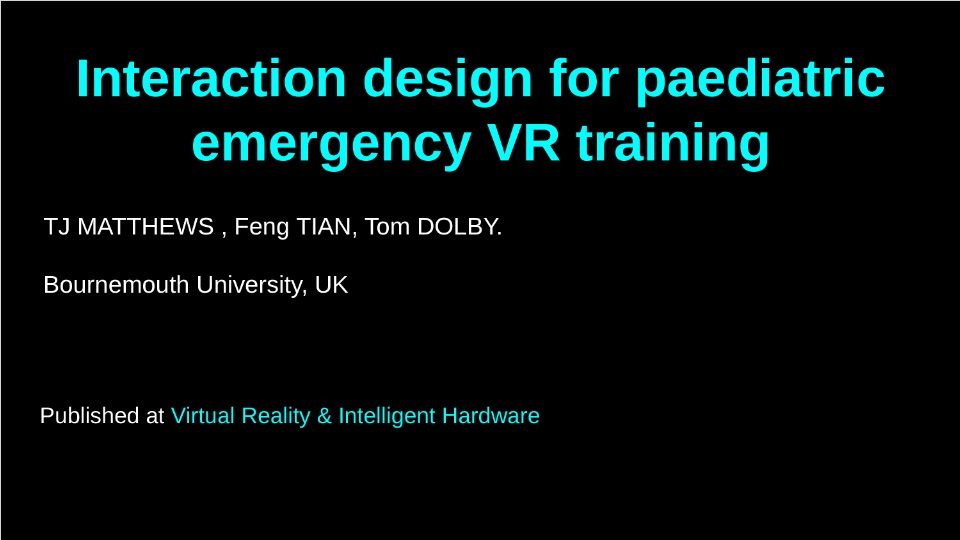 Interaction design for paediatric
emergency VR training
TJ MATTHEWS , Feng TIAN, Tom DOLBY.
Bournemouth University, UK
Published at Virtual Reality & Intelligent Hardware